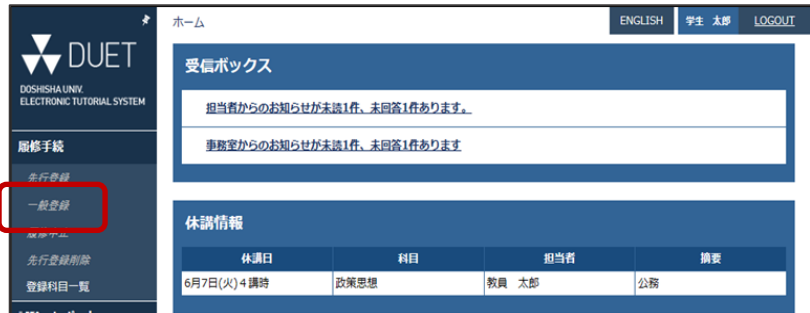 ホーム
ENGLISH
学生 太郎
LOGOUT
DUET
DOSHISHA UNIV.
ELECTRONIC TUTORIAL SYSTEM
履修手続
先行登録
一般登録
履修中止
先行登録削除
登録科目一覧
受信ボックス
担当者からのお知らせが未読1件、未回答1件あります。
事務室からのお知らせが未読1件、未回答1件あります
休講情報
休講日 科目 担当者 摘要
6月7日(火)４講時 政策思想 教員 太郎 公務